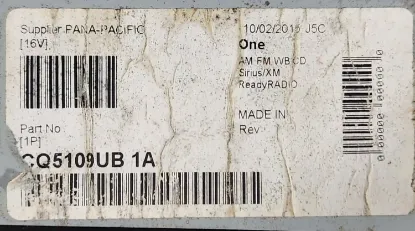 Supplier PANA-PACIFIC
[16V]
10/02/2015 J5C
One
AM FM WB CD
Sirius/XM
ReadyRADIO
MADE IN
Rev
Part No
[1P]
CQ5109UB 1A